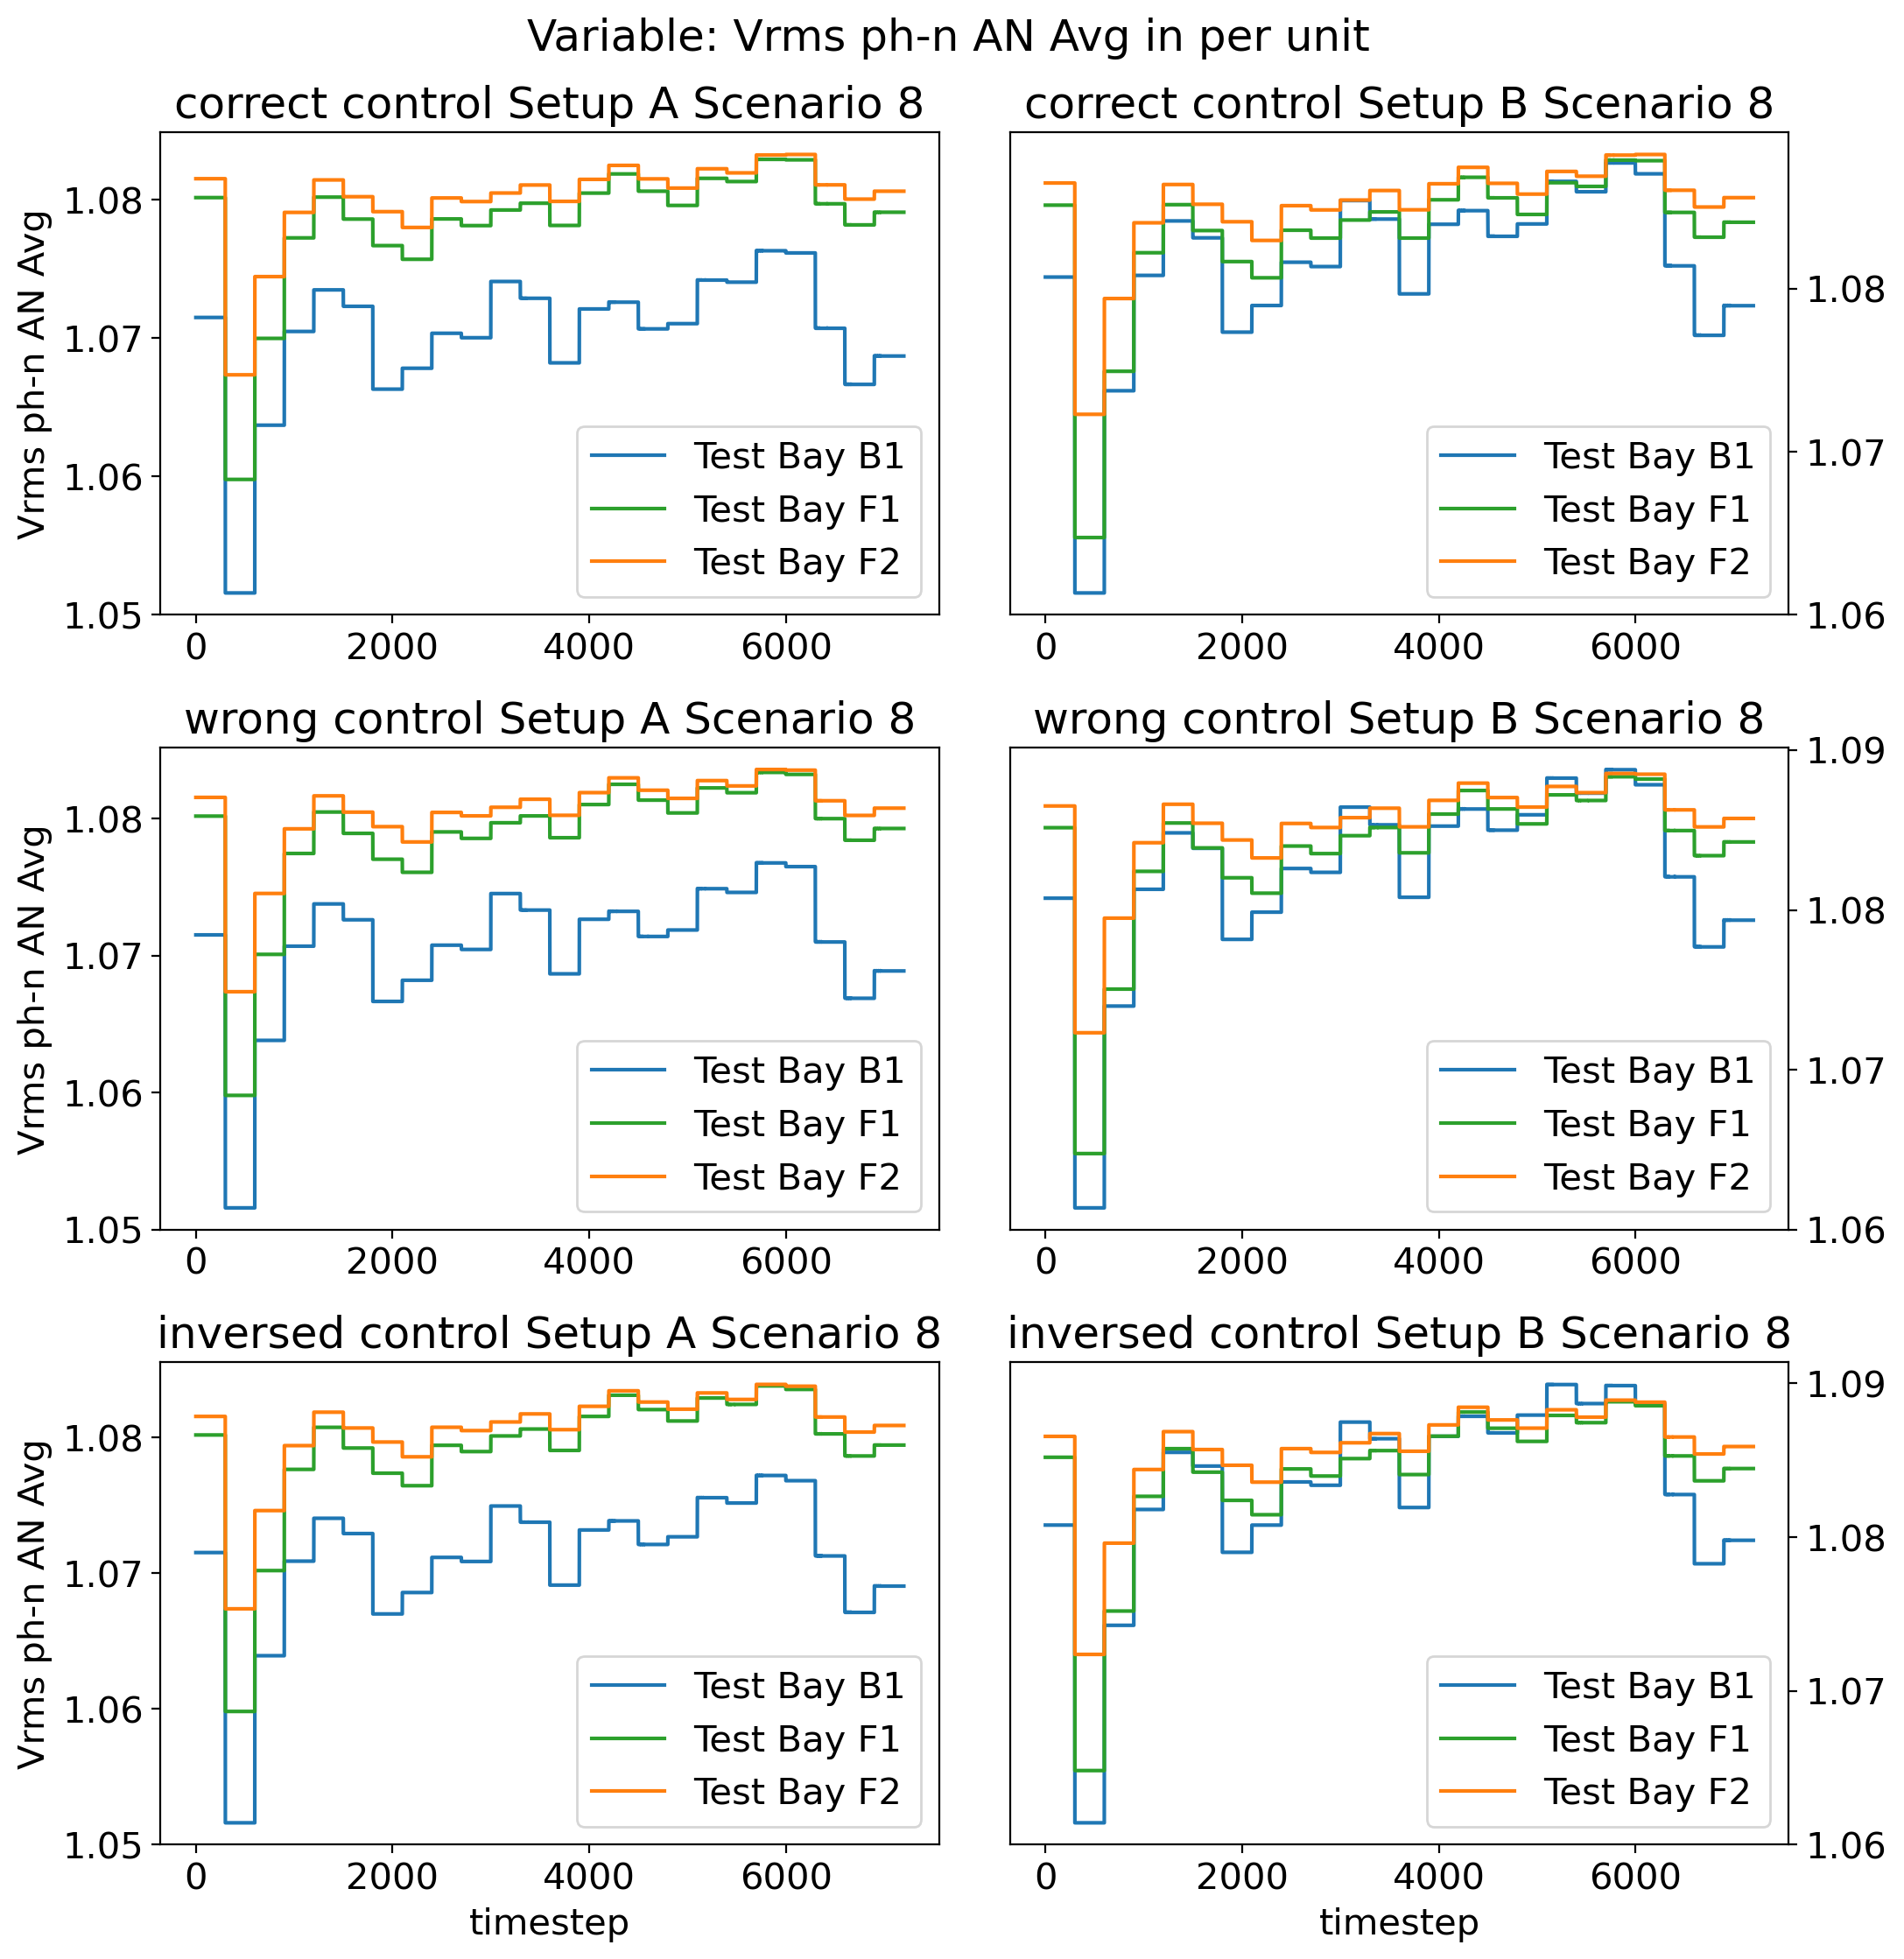 Variable: Vrms ph-n AN Avg in per unit
correct control Setup A Scenario 8
correct control Setup B Scenario 8
Vrms ph-n AN Avg
1.08
1.07
1.06
1.05
0 2000 4000 6000
Test Bay B1
Test Bay F1
Test Bay F2
1.08
1.07
1.06
0 2000 4000 6000
Test Bay B1
Test Bay F1
Test Bay F2
wrong control Setup A Scenario 8
wrong control Setup B Scenario 8
Vrms ph-n AN Avg
1.08
1.07
1.06
1.05
0 2000 4000 6000
Test Bay B1
Test Bay F1
Test Bay F2
1.09
1.08
1.07
1.06
0 2000 4000 6000
Test Bay B1
Test Bay F1
Test Bay F2
inversed control Setup A Scenario 8
inversed control Setup B Scenario 8
Vrms ph-n AN Avg
1.08
1.07
1.06
1.05
0 2000 4000 6000
timestep
Test Bay B1
Test Bay F1
Test Bay F2
1.09
1.08
1.07
1.06
0 2000 4000 6000
timestep
Test Bay B1
Test Bay F1
Test Bay F2